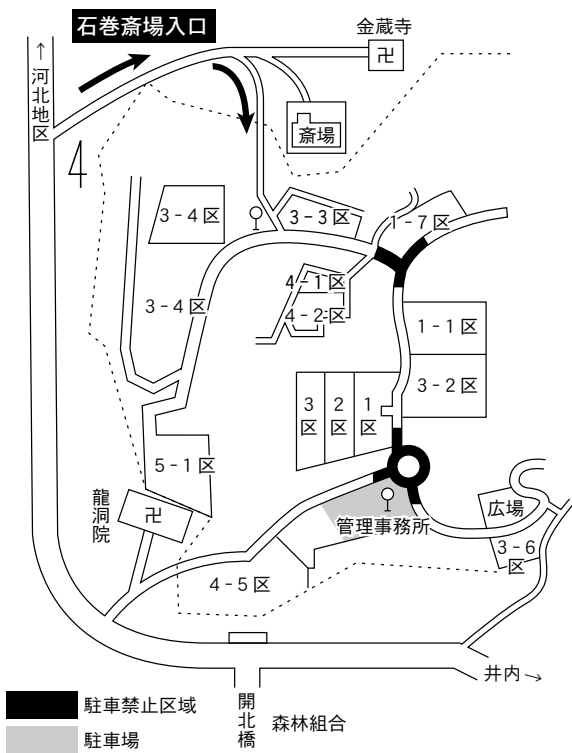 石巻斎場入口
金蔵寺
卍
↑河北地区
斎場
3-4区
3-3区
1-7区
4-1区
4-2区
3-4区
1-1区
3-2区
3区
2区
1区
5-1区
龍洞院
卍
広場
管理事務所
3-6区
4-5区
井内→
開北橋
森林組合
駐車禁止区域
駐車場